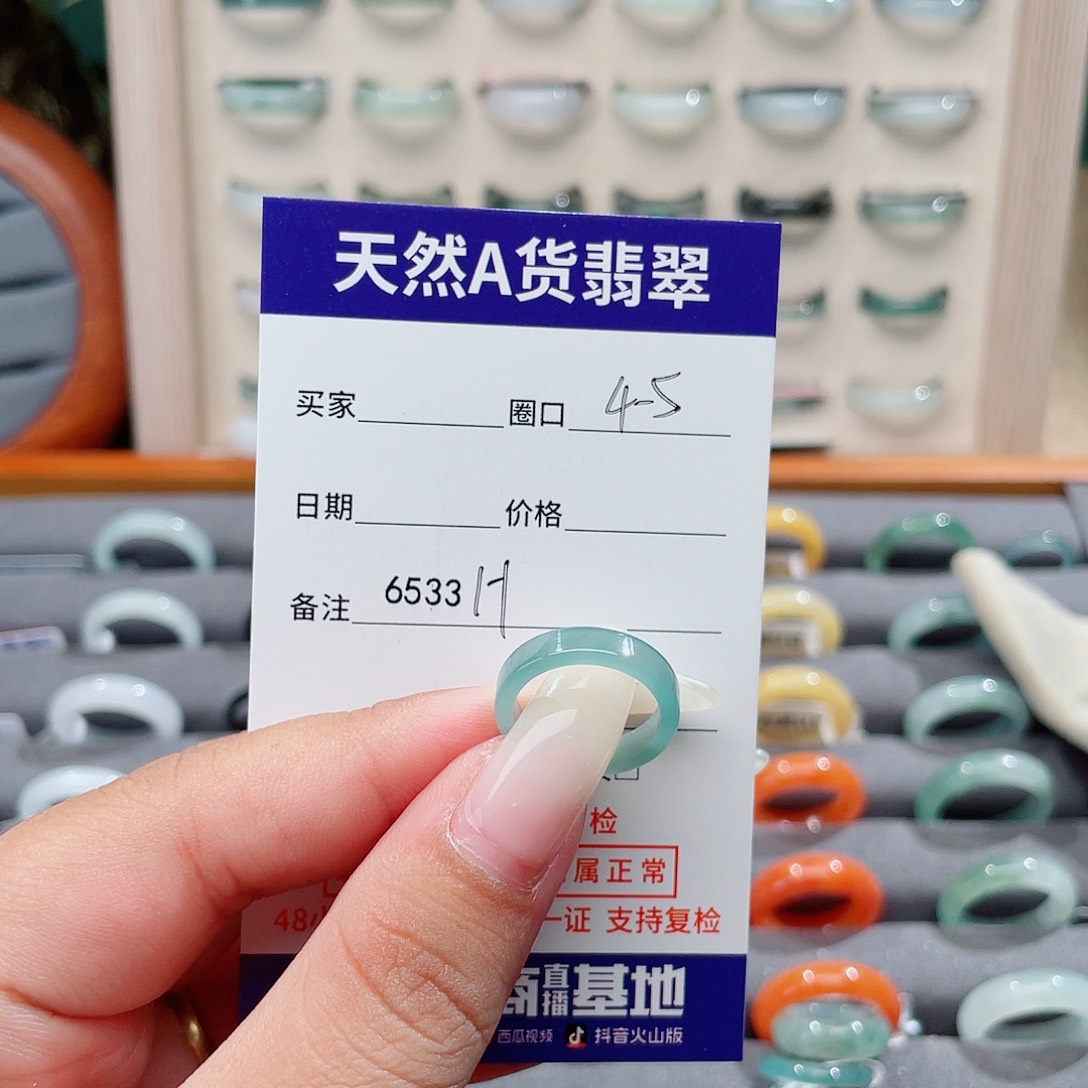 天然A货翡翠
买家 圈口 4-5
日期 价格
备注 6533
检
属正常
48 一证 支持复检
直播基地
西瓜视频 抖音火山版